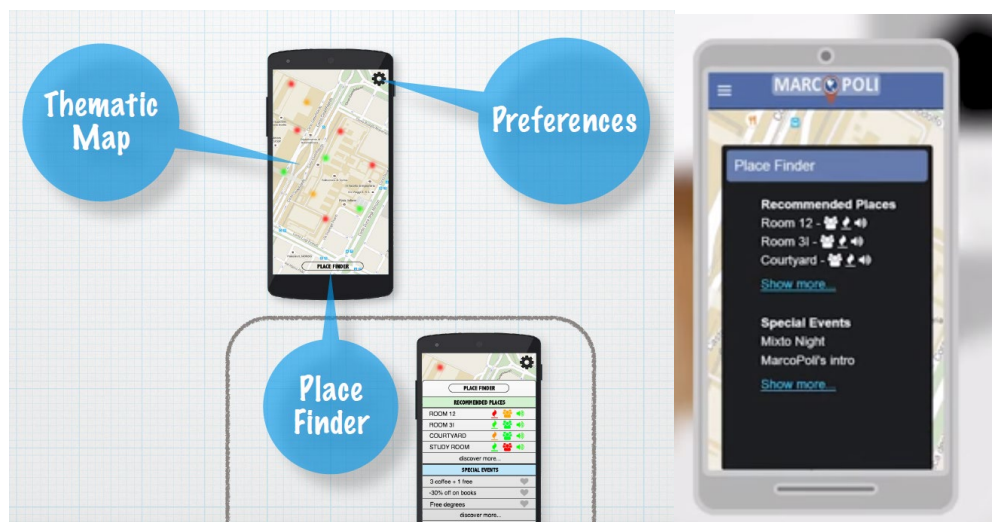 Thematic
Map
Preferences
PLACE FINDER
Place
Finder
PLACE FINDER
RECOMMENDED PLACES
ROOM 12
ROOM 3I
COURTYARD
STUDY ROOM
discover more...
SPECIAL EVENTS
3 coffee + 1 free
-30% off on books
Free degrees
discover more...
MARCOPOLI
Place Finder
Recommended Places
Room 12 -
Room 3I -
Courtyard -
Show more...
Special Events
Mixto Night
MarcoPoli's intro
Show more...